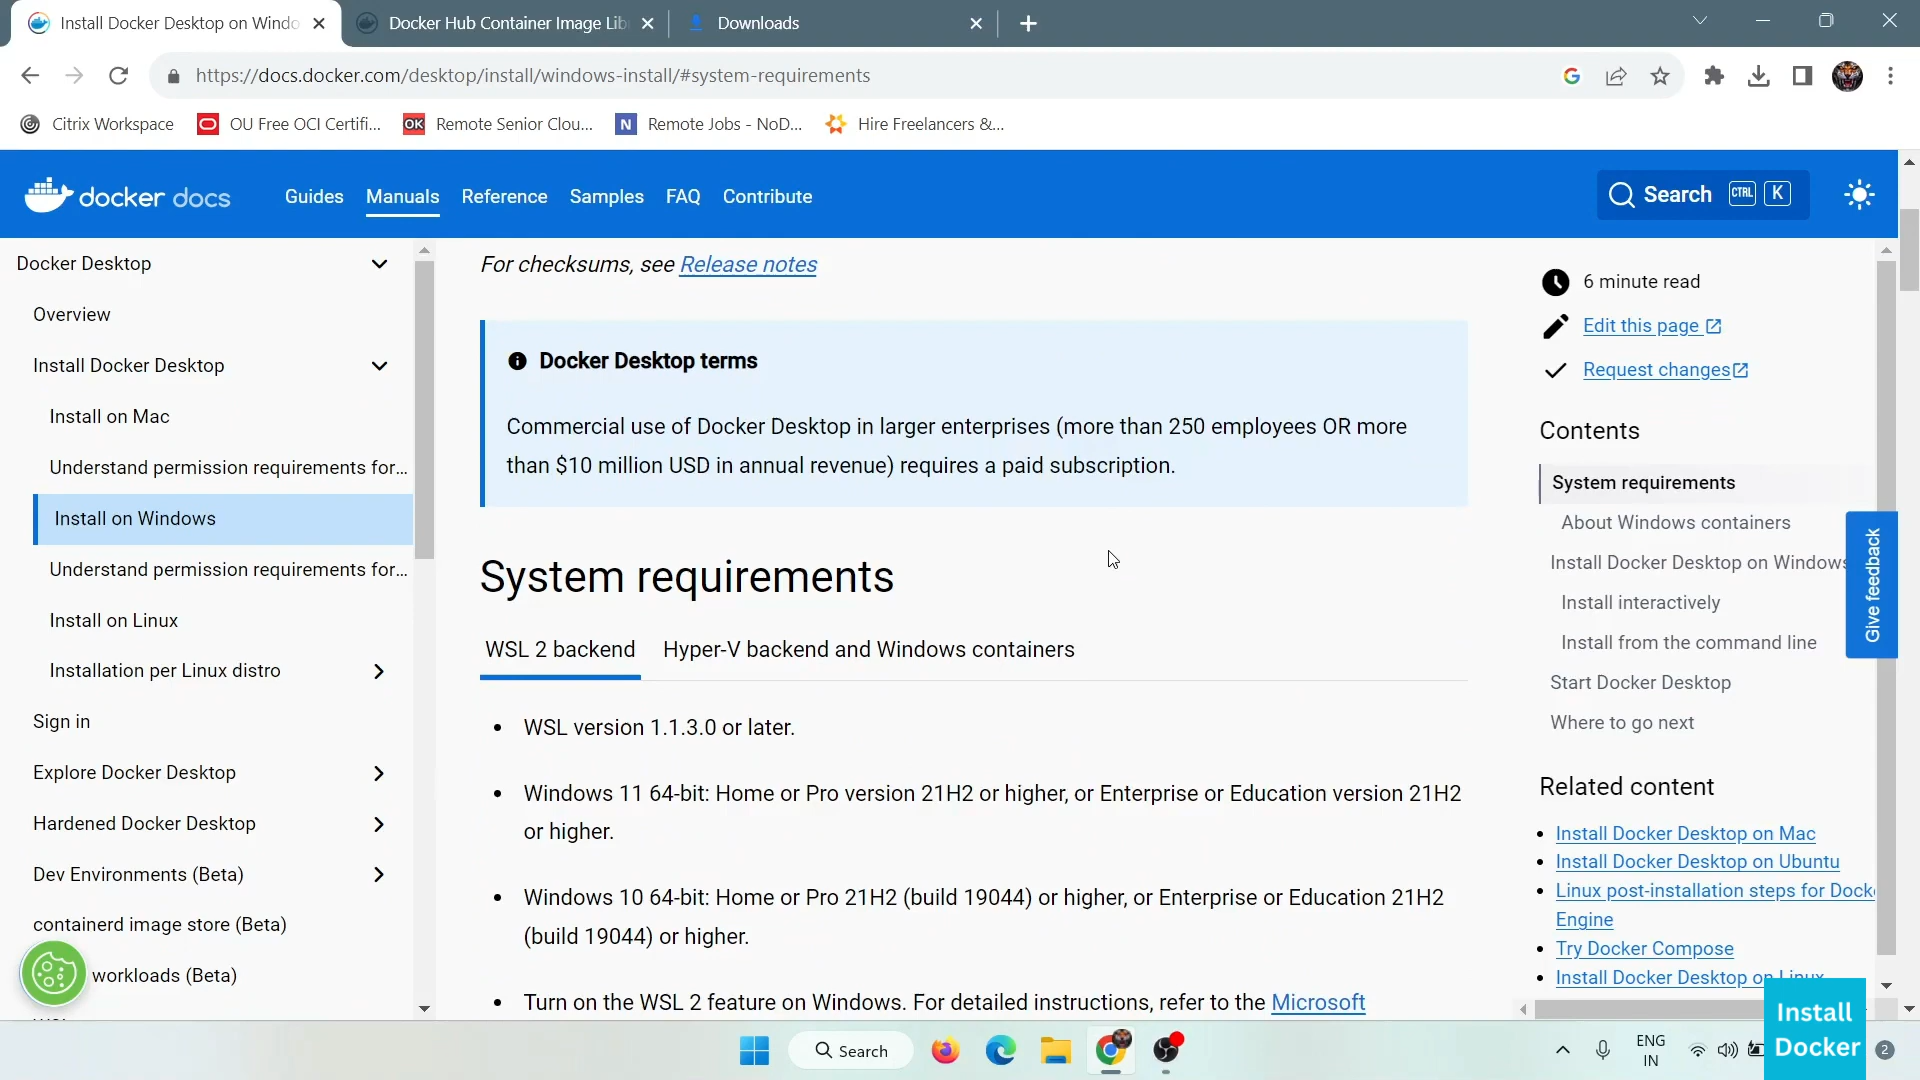 Install Docker Desktop on Windo
Docker Hub Container Image Lib
Downloads
https://docs.docker.com/desktop/install/windows-install/#system-requirements
Citrix Workspace
OU Free OCI Certifi...
OK
Remote Senior Clou...
N
Remote Jobs - NoD...
Hire Freelancers &...
docker docs
Guides
Manuals
Reference
Samples
FAQ
Contribute
Search
CTRL
K
Docker Desktop
Overview
Install Docker Desktop
Install on Mac
Understand permission requirements for...
Install on Windows
Understand permission requirements for...
Install on Linux
Installation per Linux distro
Sign in
Explore Docker Desktop
Hardened Docker Desktop
Dev Environments (Beta)
containerd image store (Beta)
workloads (Beta)
For checksums, see Release notes
Docker Desktop terms
Commercial use of Docker Desktop in larger enterprises (more than 250 employees OR more
than $10 million USD in annual revenue) requires a paid subscription.
System requirements
WSL 2 backend
Hyper-V backend and Windows containers
• WSL version 1.1.3.0 or later.
• Windows 11 64-bit: Home or Pro version 21H2 or higher, or Enterprise or Education version 21H2
or higher.
• Windows 10 64-bit: Home or Pro 21H2 (build 19044) or higher, or Enterprise or Education 21H2
(build 19044) or higher.
• Turn on the WSL 2 feature on Windows. For detailed instructions, refer to the Microsoft
6 minute read
Edit this page
Request changes
Contents
System requirements
About Windows containers
Install Docker Desktop on Windows
Install interactively
Install from the command line
Start Docker Desktop
Where to go next
Give feedback
Related content
• Install Docker Desktop on Mac
• Install Docker Desktop on Ubuntu
• Linux post-installation steps for Docke
Engine
• Try Docker Compose
• Install Docker Desktop on Linux
Install
Docker
Search
ENG
IN
2